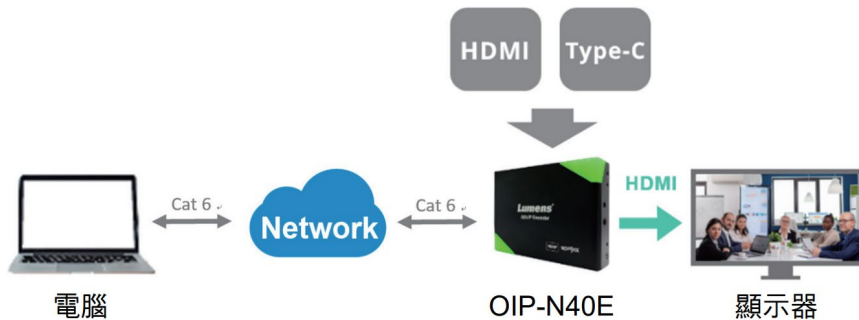 HDMI
Type-C
Cat 6
Network
Cat 6
Lumens
HDMI
電腦
OIP-N40E
顯示器